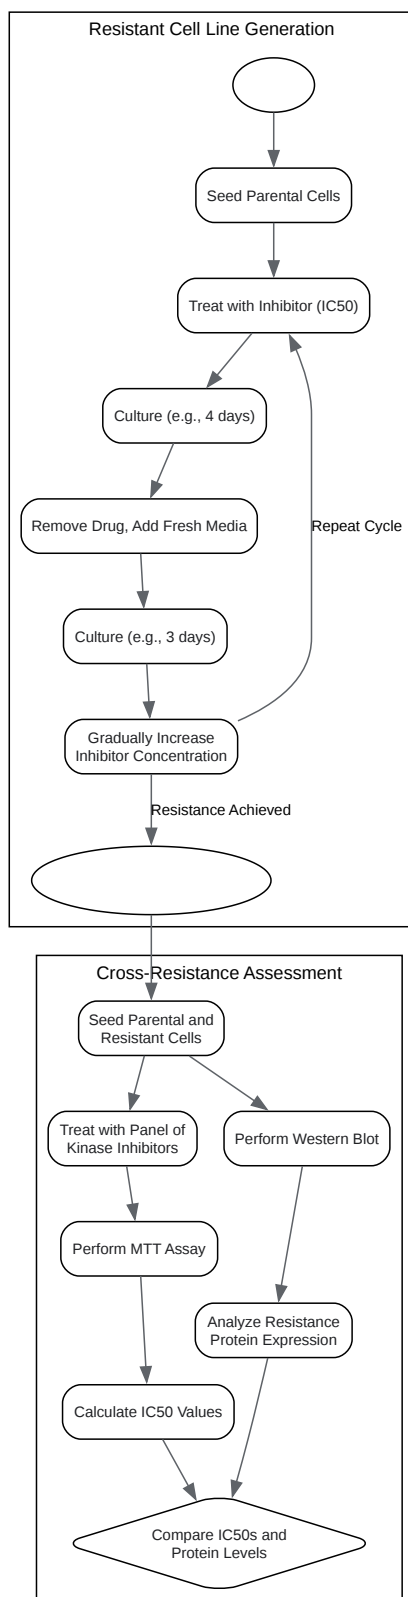 Resistant Cell Line Generation
Seed Parental Cells
Treat with Inhibitor (IC50)
Culture (e.g., 4 days)
Remove Drug, Add Fresh Media
Repeat Cycle
Culture (e.g., 3 days)
Gradually Increase
Inhibitor Concentration
Resistance Achieved
Cross-Resistance Assessment
Seed Parental and
Resistant Cells
Treat with Panel of
Kinase Inhibitors
Perform Western Blot
Perform MTT Assay
Analyze Resistance
Protein Expression
Calculate IC50 Values
Compare IC50s and
Protein Levels